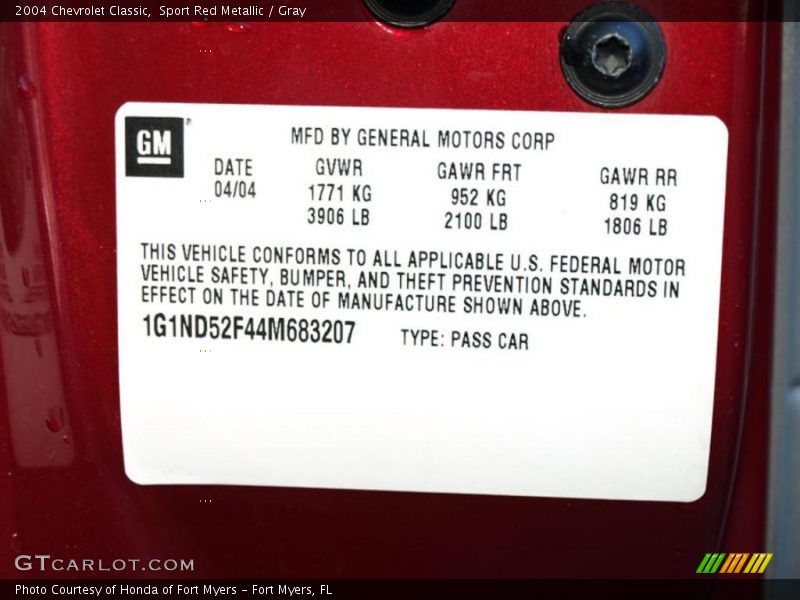 2004 Chevrolet Classic, Sport Red Metallic / Gray
GM
MFD BY GENERAL MOTORS CORP
DATE GVWR GAWR FRT GAWR RR
04/04 1771 KG 952 KG 819 KG
3906 LB 2100 LB 1806 LB
THIS VEHICLE CONFORMS TO ALL APPLICABLE U.S. FEDERAL MOTOR
VEHICLE SAFETY, BUMPER, AND THEFT PREVENTION STANDARDS IN
EFFECT ON THE DATE OF MANUFACTURE SHOWN ABOVE.
1G1ND52F44M683207 TYPE: PASS CAR
GTCARLOT.COM
Photo Courtesy of Honda of Fort Myers - Fort Myers, FL